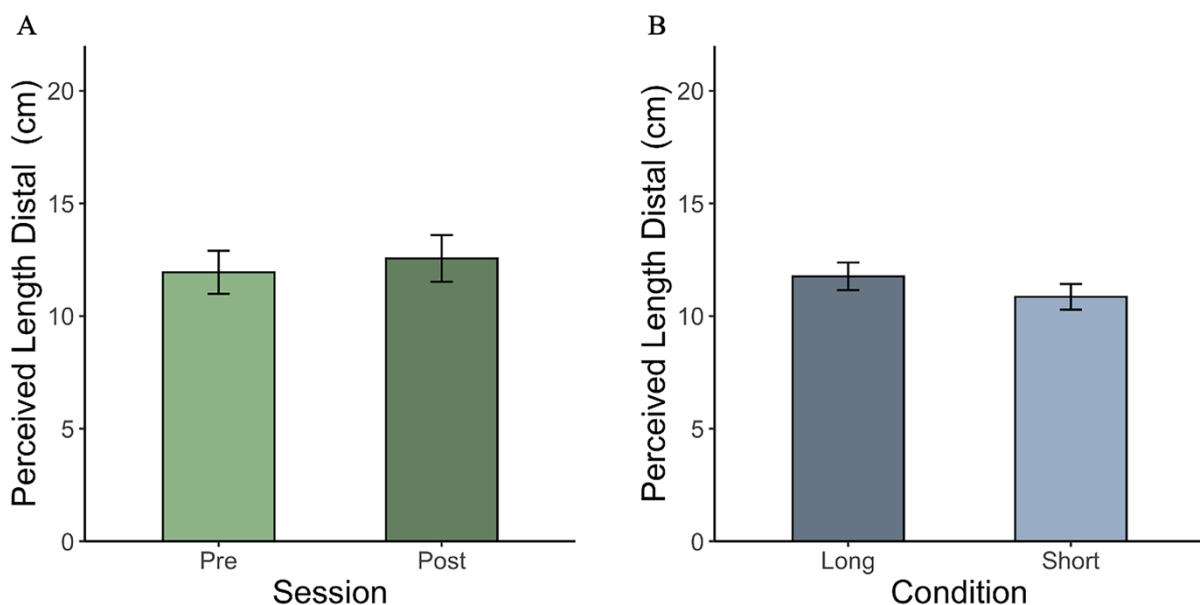 A
Perceived Length Distal (cm)
20
15
10
5
0
Pre
Post
Session
B
Perceived Length Distal (cm)
20
15
10
5
0
Long
Short
Condition